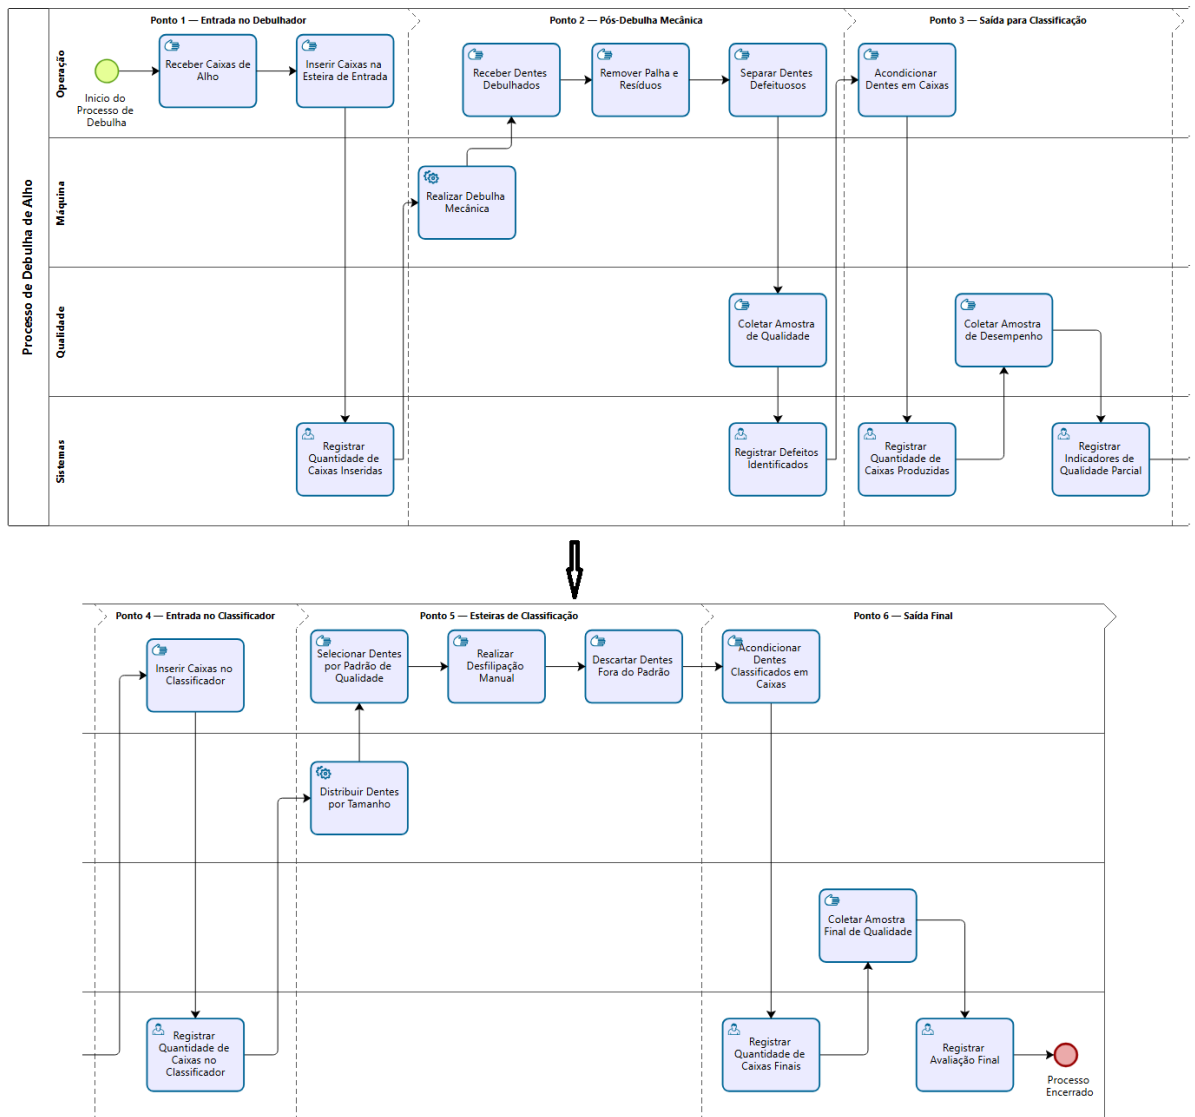 Ponto 1 — Entrada no Debulhador
Ponto 2 — Pós-Debulha Mecânica
Ponto 3 — Saída para Classificação
Processo de Debulha de Alho
Operação
Inicio do
Processo de
Debulha
Receber Caixas de
Alho
Inserir Caixas na
Esteira de Entrada
Receber Dentes
Debulhados
Remover Palha e
Resíduos
Separar Dentes
Defeituosos
Acondicionar
Dentes em Caixas
Máquina
Realizar Debulha
Mecânica
Qualidade
Coletar Amostra
de Qualidade
Coletar Amostra
de Desempenho
Sistemas
Registrar
Quantidade de
Caixas Inseridas
Registrar Defeitos
Identificados
Registrar
Quantidade de
Caixas Produzidas
Registrar
Indicadores de
Qualidade Parcial
Ponto 4 — Entrada no Classificador
Ponto 5 — Esteiras de Classificação
Ponto 6 — Saída Final
Inserir Caixas no
Classificador
Selecionar Dentes
por Padrão de
Qualidade
Realizar
Desfilipação
Manual
Descartar Dentes
Fora do Padrão
Acondicionar
Dentes
Classificados em
Caixas
Distribuir Dentes
por Tamanho
Coletar Amostra
Final de Qualidade
Registrar
Quantidade de
Caixas no
Classificador
Registrar
Quantidade de
Caixas Finais
Registrar
Avaliação Final
Processo
Encerrado